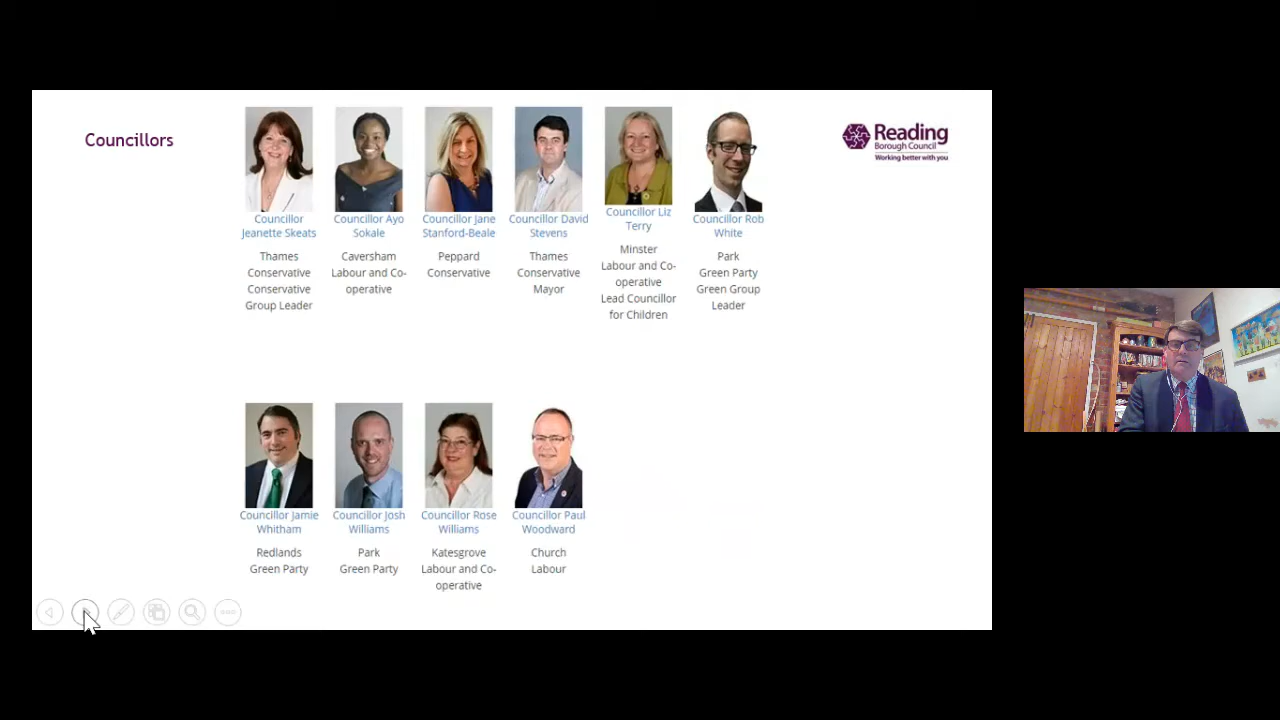 Councillors
Reading
Borough Council
Working better with you
Councillor
Jeanette Skeats
Thames
Conservative
Conservative
Group Leader
Councillor Ayo
Sokale
Caversham
Labour and Co-
operative
Councillor Jane
Stanford-Beale
Peppard
Conservative
Councillor David
Stevens
Thames
Conservative
Mayor
Councillor Liz
Terry
Minster
Labour and Co-
operative
Lead Councillor
for Children
Councillor Rob
White
Park
Green Party
Green Group
Leader
Councillor Jamie
Whitham
Redlands
Green Party
Councillor Josh
Williams
Park
Green Party
Councillor Rose
Williams
Katesgrove
Labour and Co-
operative
Councillor Paul
Woodward
Church
Labour